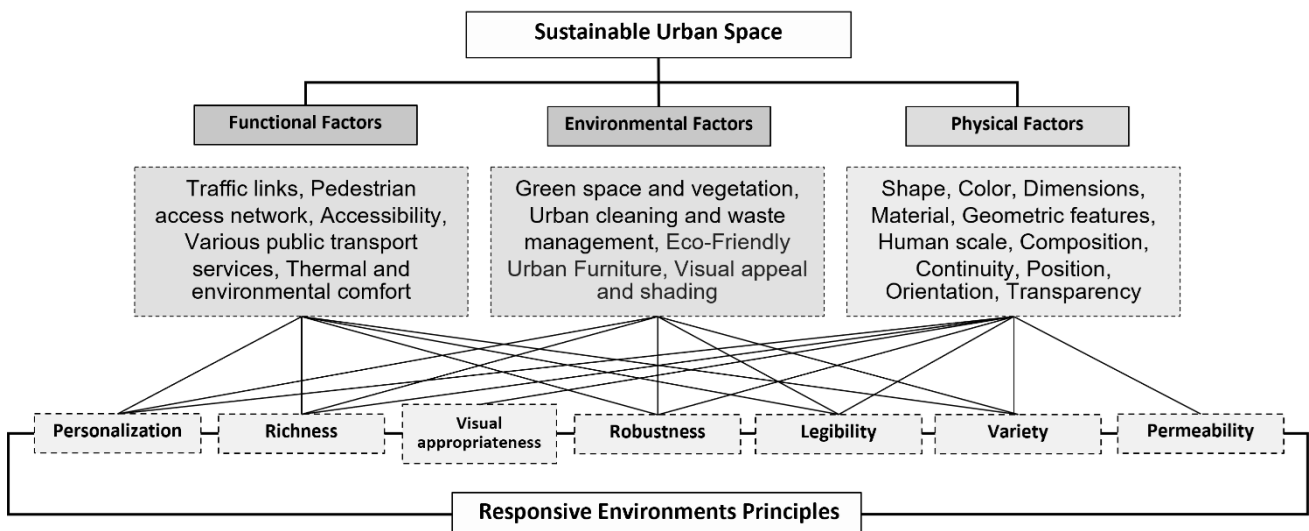 Sustainable Urban Space
Functional Factors
Environmental Factors
Physical Factors
Traffic links, Pedestrian
access network, Accessibility,
Various public transport
services, Thermal and
environmental comfort
Green space and vegetation,
Urban cleaning and waste
management, Eco-Friendly
Urban Furniture, Visual appeal
and shading
Shape, Color, Dimensions,
Material, Geometric features,
Human scale, Composition,
Continuity, Position,
Orientation, Transparency
Personalization
Richness
Visual
appropriateness
Robustness
Legibility
Variety
Permeability
Responsive Environments Principles